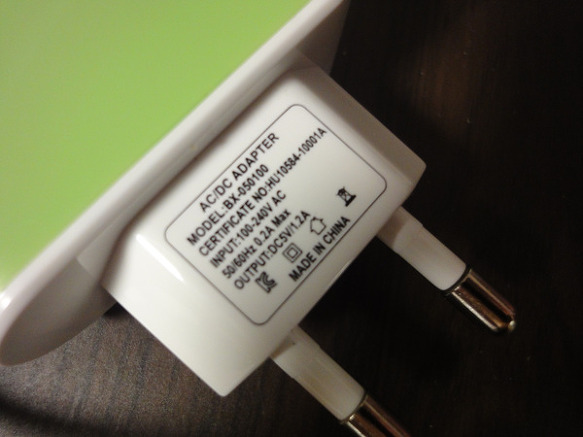 AC/DC ADAPTER
MODEL:BX-050100
CERTIFICATE NO:HU10584-10001A
INPUT:100-240V AC
50/60Hz 0.2A Max
OUTPUT:DC5V/1.2A
MADE IN CHINA